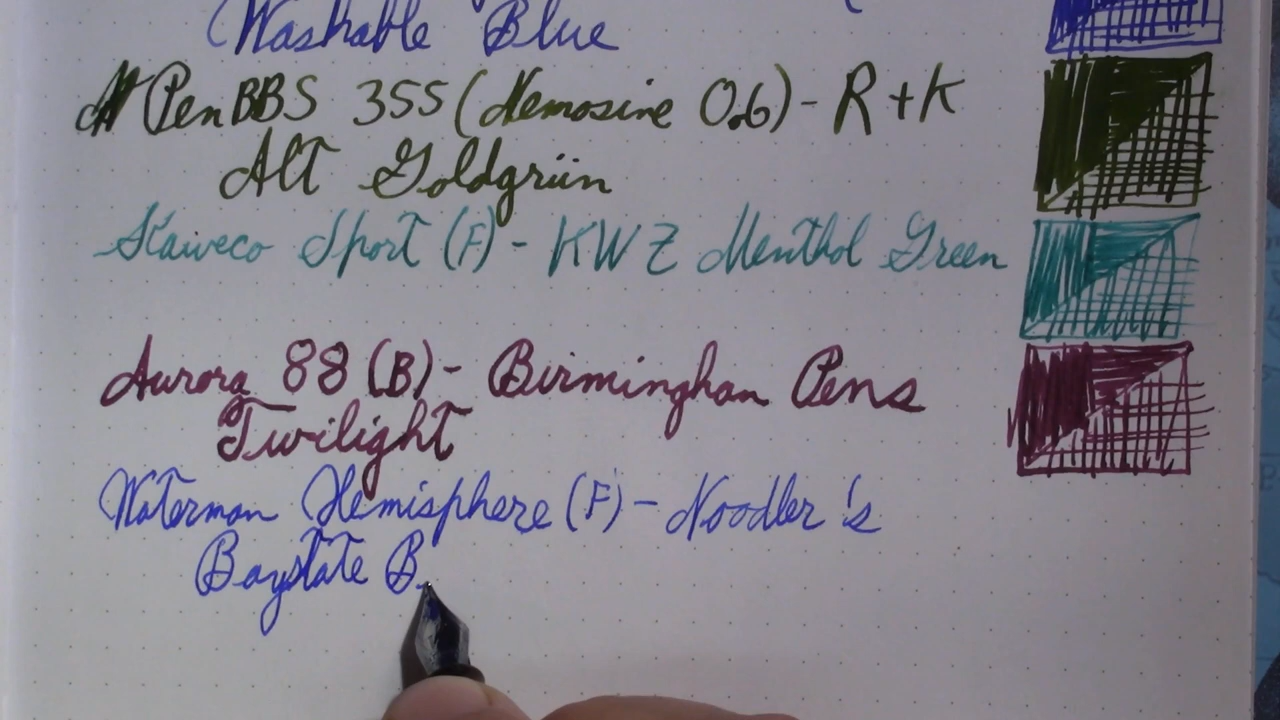 (Washable Blue
PenBBS 355 (Nemosine 0.6) - R+K
Alt Goldgrün
Kaweco Sport (F) - KWZ Menthol Green
Aurora 88 (B) - Birmingham Pens
Twilight
Waterman Hemisphere (F) - Noodler's
Baystate B